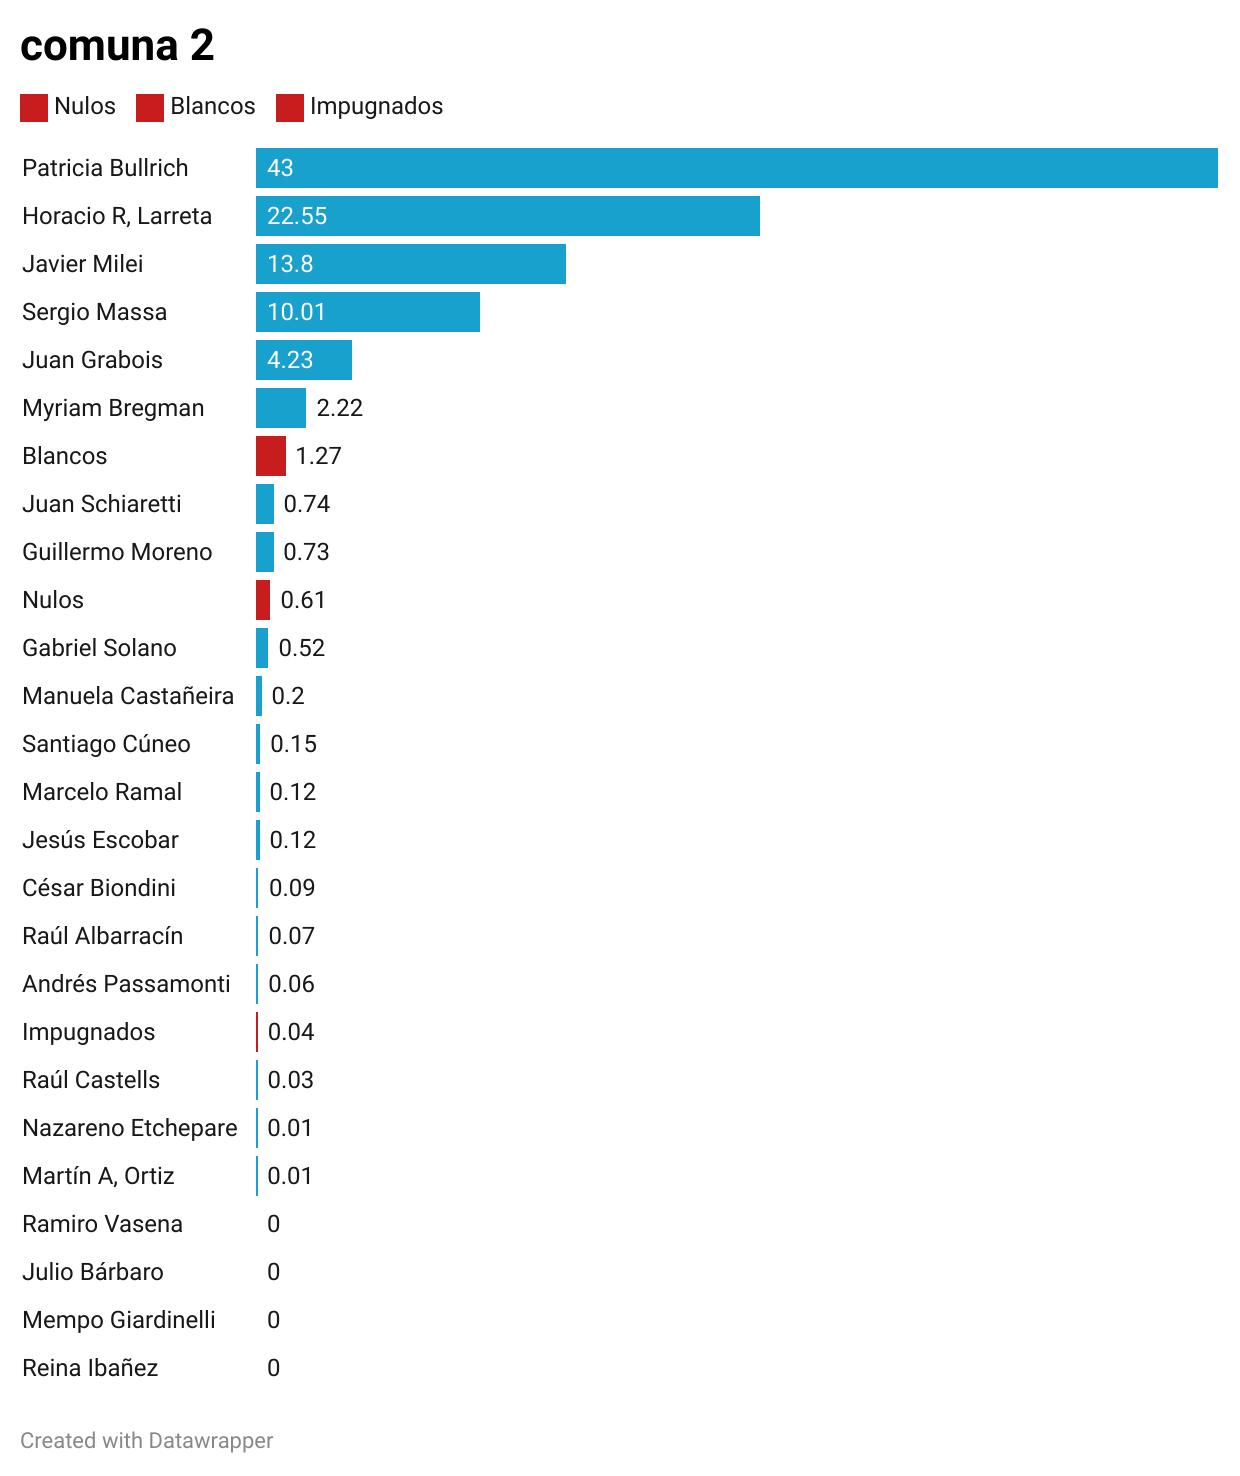 comuna 2
Nulos Blancos Impugnados
Patricia Bullrich 43
Horacio R, Larreta 22.55
Javier Milei 13.8
Sergio Massa 10.01
Juan Grabois 4.23
Myriam Bregman 2.22
Blancos 1.27
Juan Schiaretti 0.74
Guillermo Moreno 0.73
Nulos 0.61
Gabriel Solano 0.52
Manuela Castañeira 0.2
Santiago Cúneo 0.15
Marcelo Ramal 0.12
Jesús Escobar 0.12
César Biondini 0.09
Raúl Albarracín 0.07
Andrés Passamonti 0.06
Impugnados 0.04
Raúl Castells 0.03
Nazareno Etchepare 0.01
Martín A, Ortiz 0.01
Ramiro Vasena 0
Julio Bárbaro 0
Mempo Giardinelli 0
Reina Ibañez 0
Created with Datawrapper